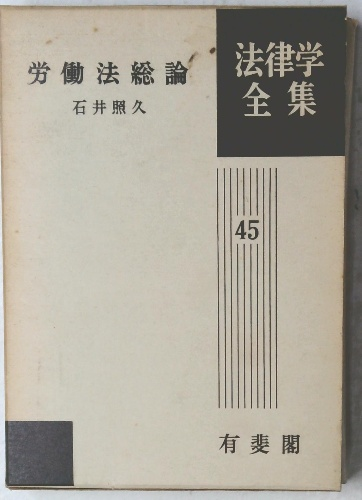 労働法総論
石井照久
法律学
全集
45
有斐閣